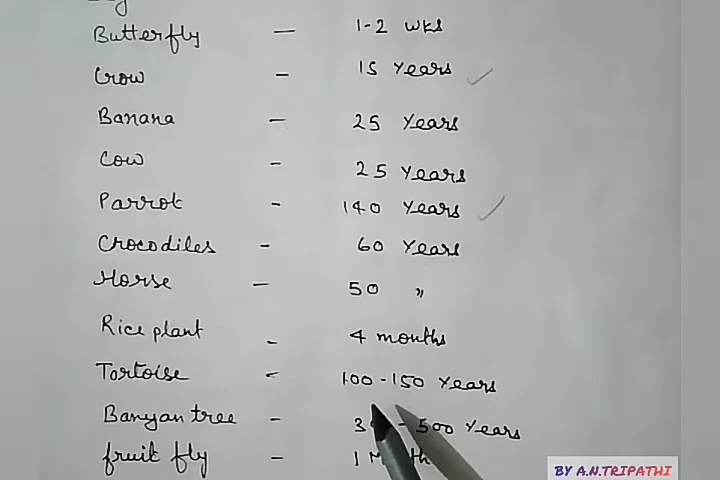 Butterfly — 1-2 wks
Crow - 15 Years ✓
Banana - 25 Years
Cow - 25 Years
Parrot - 140 Years ✓
Crocodiles - 60 Years
Horse — 50 "
Rice plant - 4 months
Tortoise - 100-150 Years
Banyan tree - - 500 Years
fruit fly - 1
BY A.N.TRIPATHI